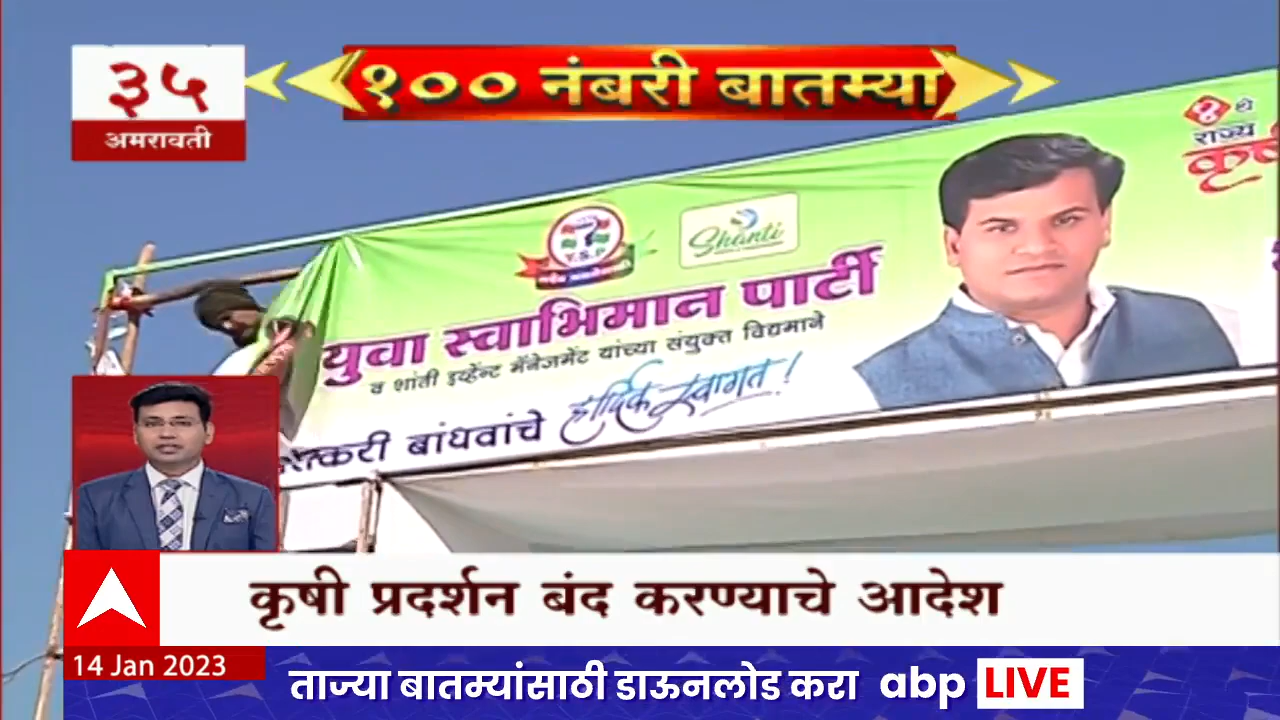 ३५
अमरावती
१०० नंबरी बातम्या
४ थे
राज्य
Y.S.P
Shanti
युवा स्वाभिमान पार्टी
व शांती इव्हेन्ट मॅनेजमेंट यांच्या संयुक्त विद्यमाने
बांधवांचे हार्दिक स्वागत !
कृषी प्रदर्शन बंद करण्याचे आदेश
14 Jan 2023
ताज्या बातम्यांसाठी डाऊनलोड करा abp LIVE